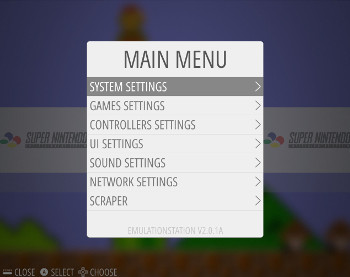 MAIN MENU
SYSTEM SETTINGS
GAMES SETTINGS
CONTROLLERS SETTINGS
UI SETTINGS
SOUND SETTINGS
NETWORK SETTINGS
SCRAPER
SUPER NINTENDO
SUPER NINTENDO
EMULATIONSTATION V2.0.1A
CLOSE SELECT CHOOSE